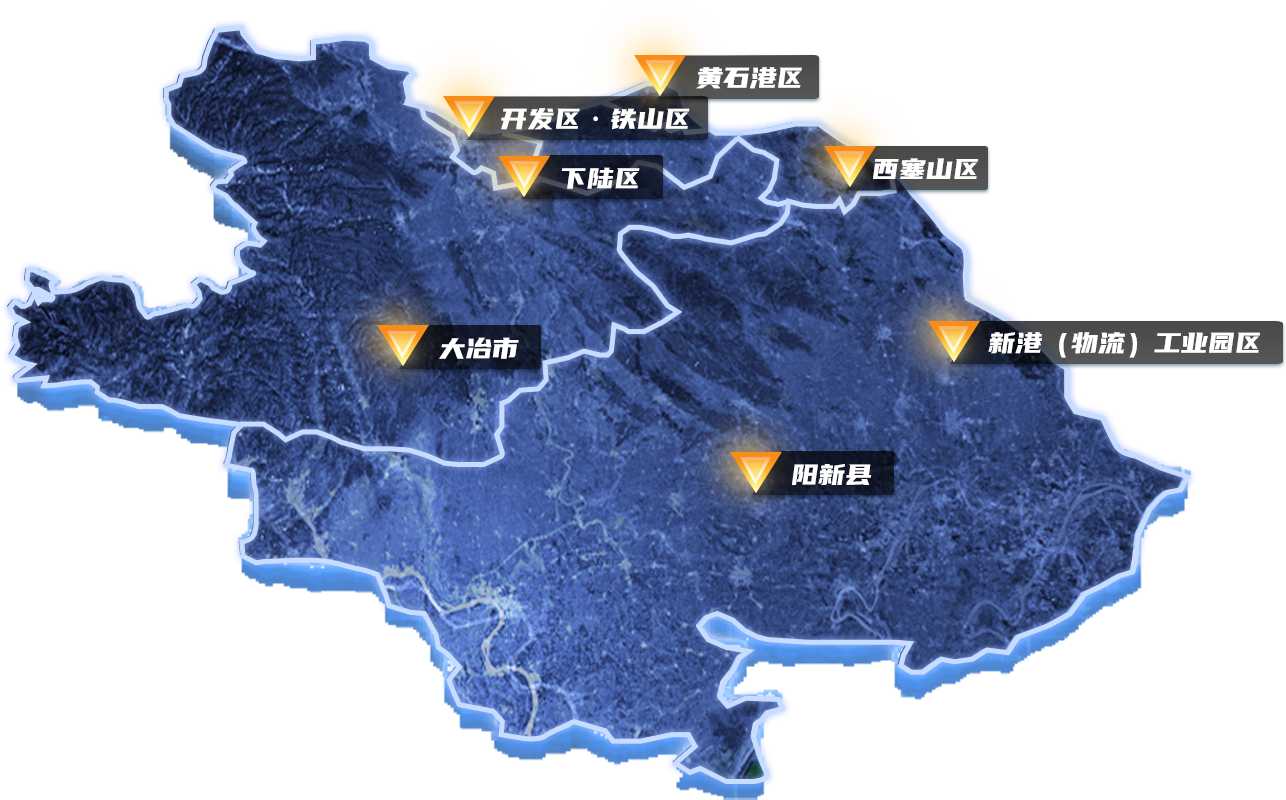 黄石港区
开发区·铁山区
下陆区
西塞山区
大冶市
新港（物流）工业园区
阳新县